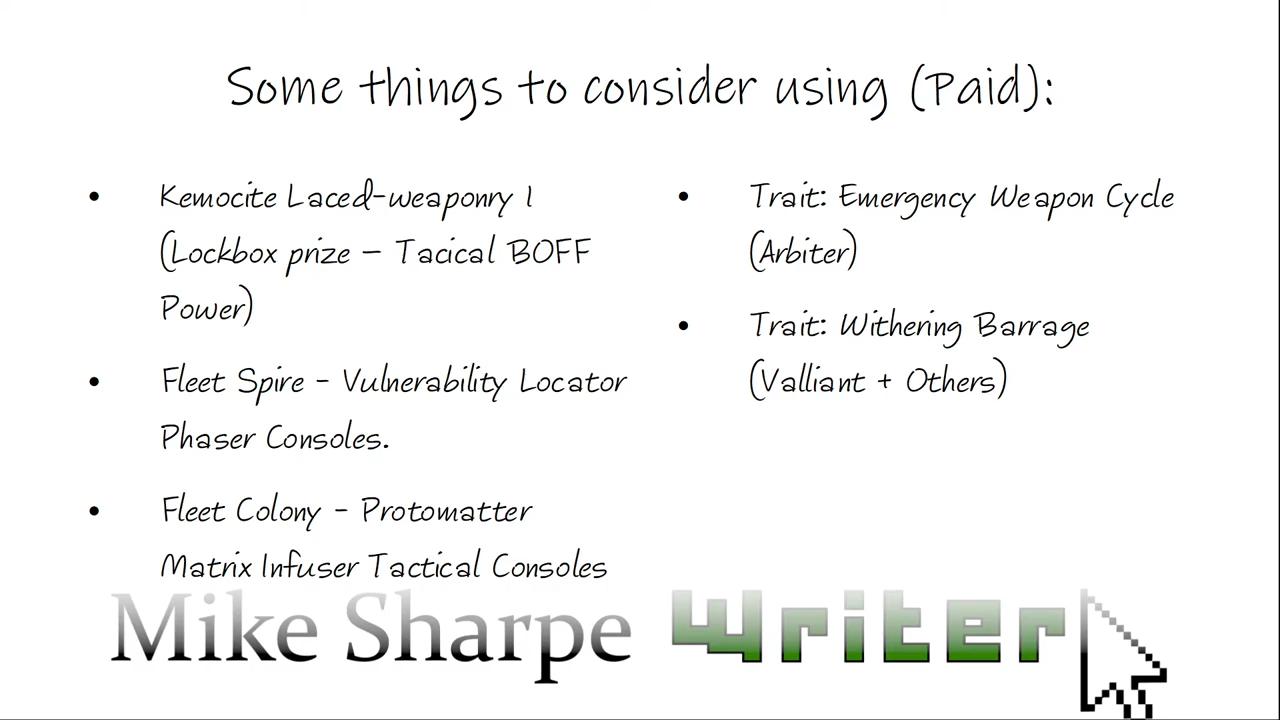 Some things to consider using (Paid):
• Kemocite Laced-weaponry I
(Lockbox prize – Tacical BOFF
Power)
• Fleet Spire - Vulnerability Locator
Phaser Consoles.
• Fleet Colony - Protomatter
Matrix Infuser Tactical Consoles
• Trait: Emergency Weapon Cycle
(Arbiter)
• Trait: Withering Barrage
(Valliant + Others)
Mike Sharpe Writer